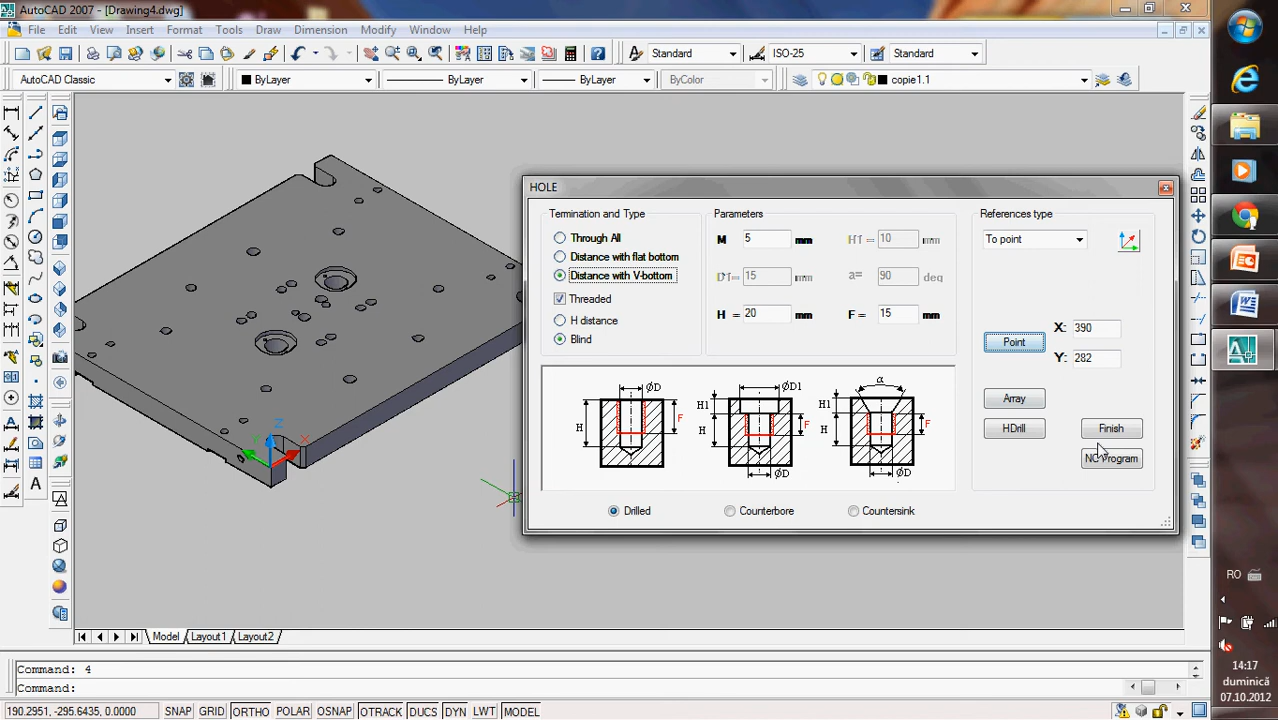 AutoCAD 2007 - [Drawing4.dwg]
File Edit View Insert Format Tools Draw Dimension Modify Window Help
Standard ISO-25 Standard
AutoCAD Classic ByLayer ByLayer ByLayer ByColor copie1.1
HOLE
Termination and Type
Through All
Distance with flat bottom
Distance with V-bottom
Threaded
H distance
Blind
Parameters
M 5 mm H1 = 10 mm
D1= 15 mm a= 90 deg
H = 20 mm F = 15 mm
References type
To point
Point X: 390
Y: 282
Array
HDrill Finish
NC Program
ØD ØD1 α
H F H1 H F H1 H F
ØD ØD
Drilled Counterbore Countersink
Z
X
Y
Model Layout1 Layout2
Command: 4
Command:
190.2951, -295.6435, 0.0000 SNAP GRID ORTHO POLAR OSNAP OTRACK DUCS DYN LWT MODEL
RO
14:17
duminică
07.10.2012